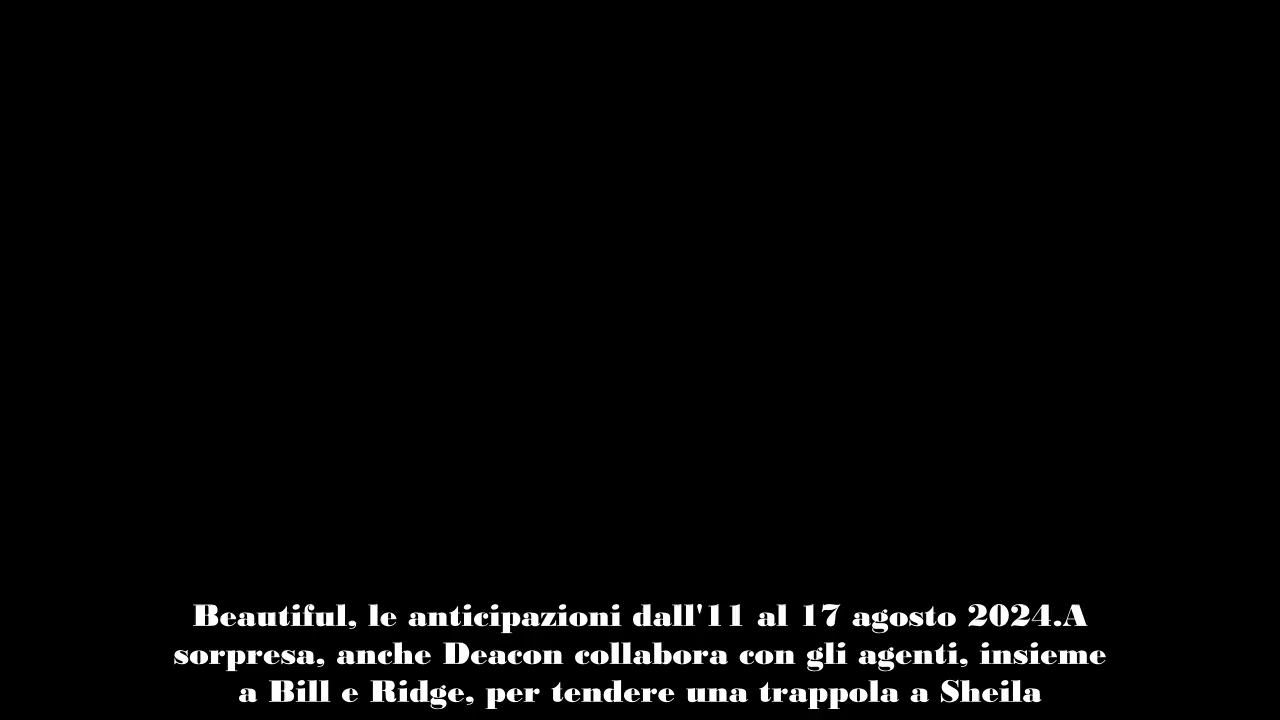 Beautiful, le anticipazioni dall'11 al 17 agosto 2024.A
sorpresa, anche Deacon collabora con gli agenti, insieme
a Bill e Ridge, per tendere una trappola a Sheila